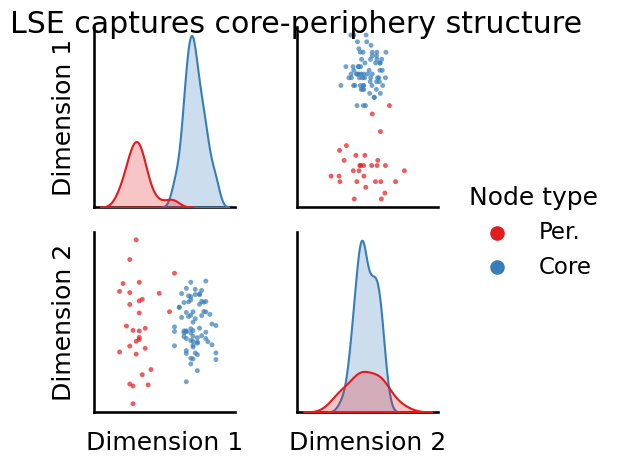 LSE captures core-periphery structure
Dimension 1
Dimension 2
Dimension 1
Dimension 2
Node type
Per.
Core